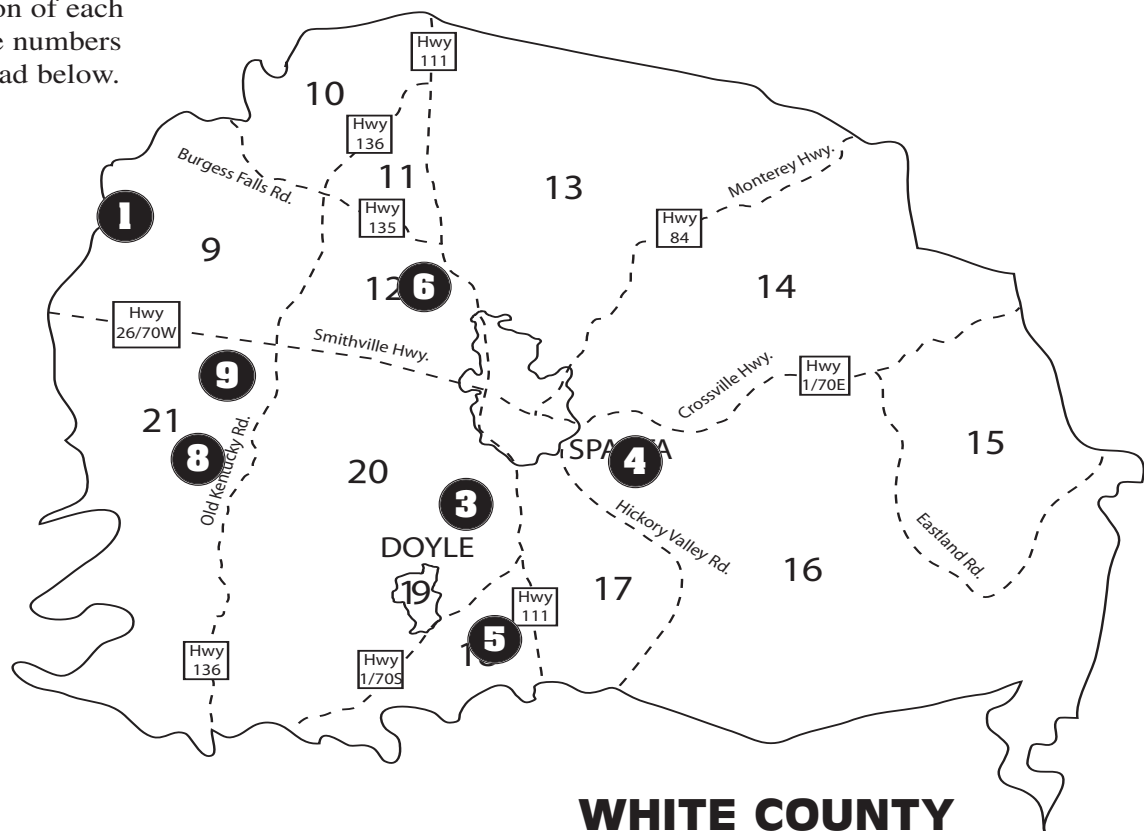 on of each
e numbers
ad below.
Hwy
111
10
Hwy
136
11
Burgess Falls Rd.
13
Monterey Hwy.
1
Hwy
135
Hwy
84
9
12
6
14
Hwy
26/70W
Smithville Hwy.
9
Crossville Hwy.
Hwy
1/70E
21
8
Old Kentucky Rd.
20
SPA
A
4
15
3
Hickory Valley Rd.
DOYLE
Eastland Rd.
19
17
16
Hwy
111
5
Hwy
136
Hwy
1/70S
WHITE COUNTY